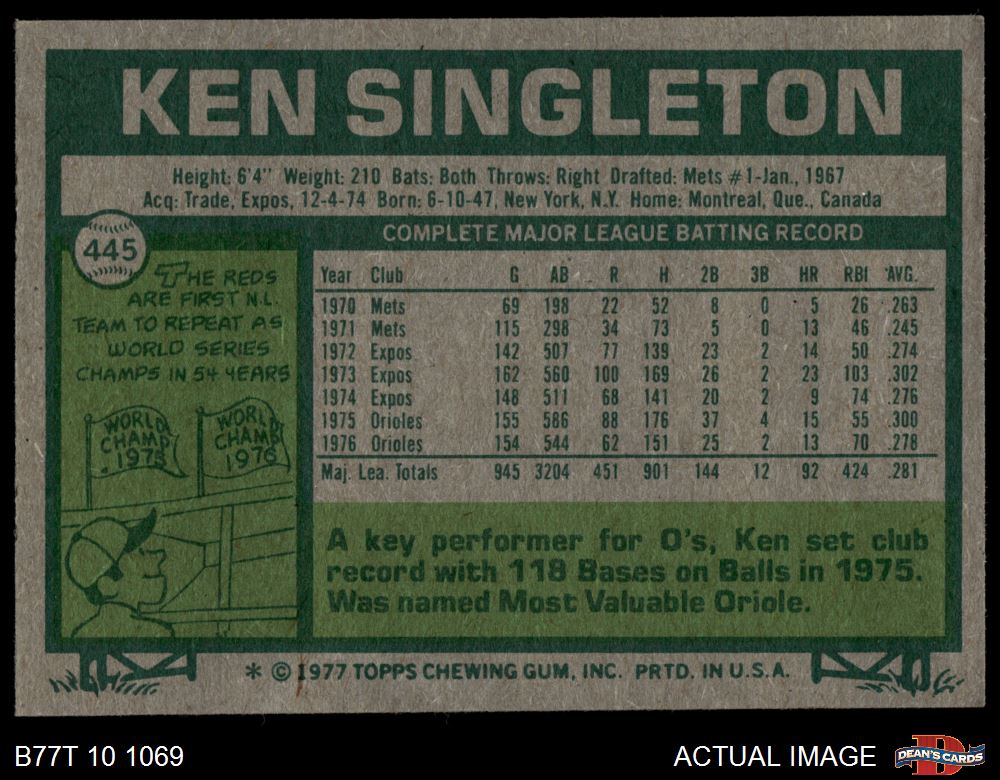 KEN SINGLETON
Height: 6'4" Weight: 210 Bats: Both Throws: Right Drafted: Mets #1-Jan., 1967
Acq: Trade, Expos, 12-4-74 Born: 6-10-47, New York, N.Y. Home: Montreal, Que., Canada
445
THE REDS
ARE FIRST N.L.
TEAM TO REPEAT AS
WORLD SERIES
CHAMPS IN 54 YEARS
WORLD
CHAMP
1975
WORLD
CHAMP
1976
COMPLETE MAJOR LEAGUE BATTING RECORD
Year Club G AB R H 2B 3B HR RBI AVG.
1970 Mets 69 198 22 52 8 0 5 26 .263
1971 Mets 115 298 34 73 5 0 13 46 .245
1972 Expos 142 507 77 139 23 2 14 50 .274
1973 Expos 162 560 100 169 26 2 23 103 .302
1974 Expos 148 511 68 141 20 2 9 74 .276
1975 Orioles 155 586 88 176 37 4 15 55 .300
1976 Orioles 154 544 62 151 25 2 13 70 .278
Maj. Lea. Totals 945 3204 451 901 144 12 92 424 .281
A key performer for O's, Ken set club
record with 118 Bases on Balls in 1975.
Was named Most Valuable Oriole.
* © 1977 TOPPS CHEWING GUM, INC. PRTD. IN U.S.A.
B77T 10 1069
ACTUAL IMAGE
DEAN'S CARDS